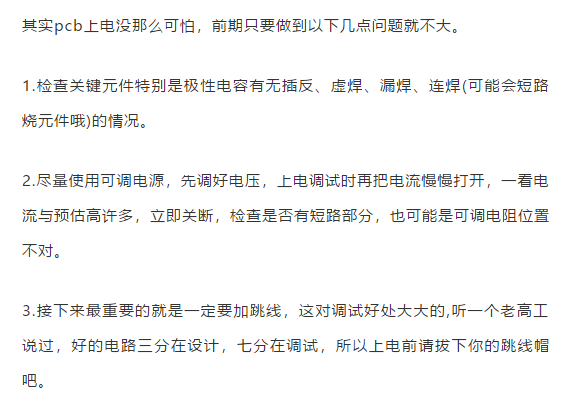 其实pcb上电没那么可怕，前期只要做到以下几点问题就不大。
1.检查关键元件特别是极性电容有无插反、虚焊、漏焊、连焊(可能会短路
烧元件哦)的情况。
2.尽量使用可调电源，先调好电压，上电调试时再把电流慢慢打开，一看电
流与预估高许多，立即关断，检查是否有短路部分，也可能是可调电阻位置
不对。
3.接下来最重要的就是一定要加跳线，这对调试好处大大的,听一个老高工
说过，好的电路三分在设计，七分在调试，所以上电前请拔下你的跳线帽
吧。